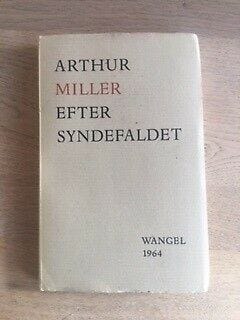 ARTHUR
MILLER
EFTER
SYNDEFALDET
WANGEL
1964